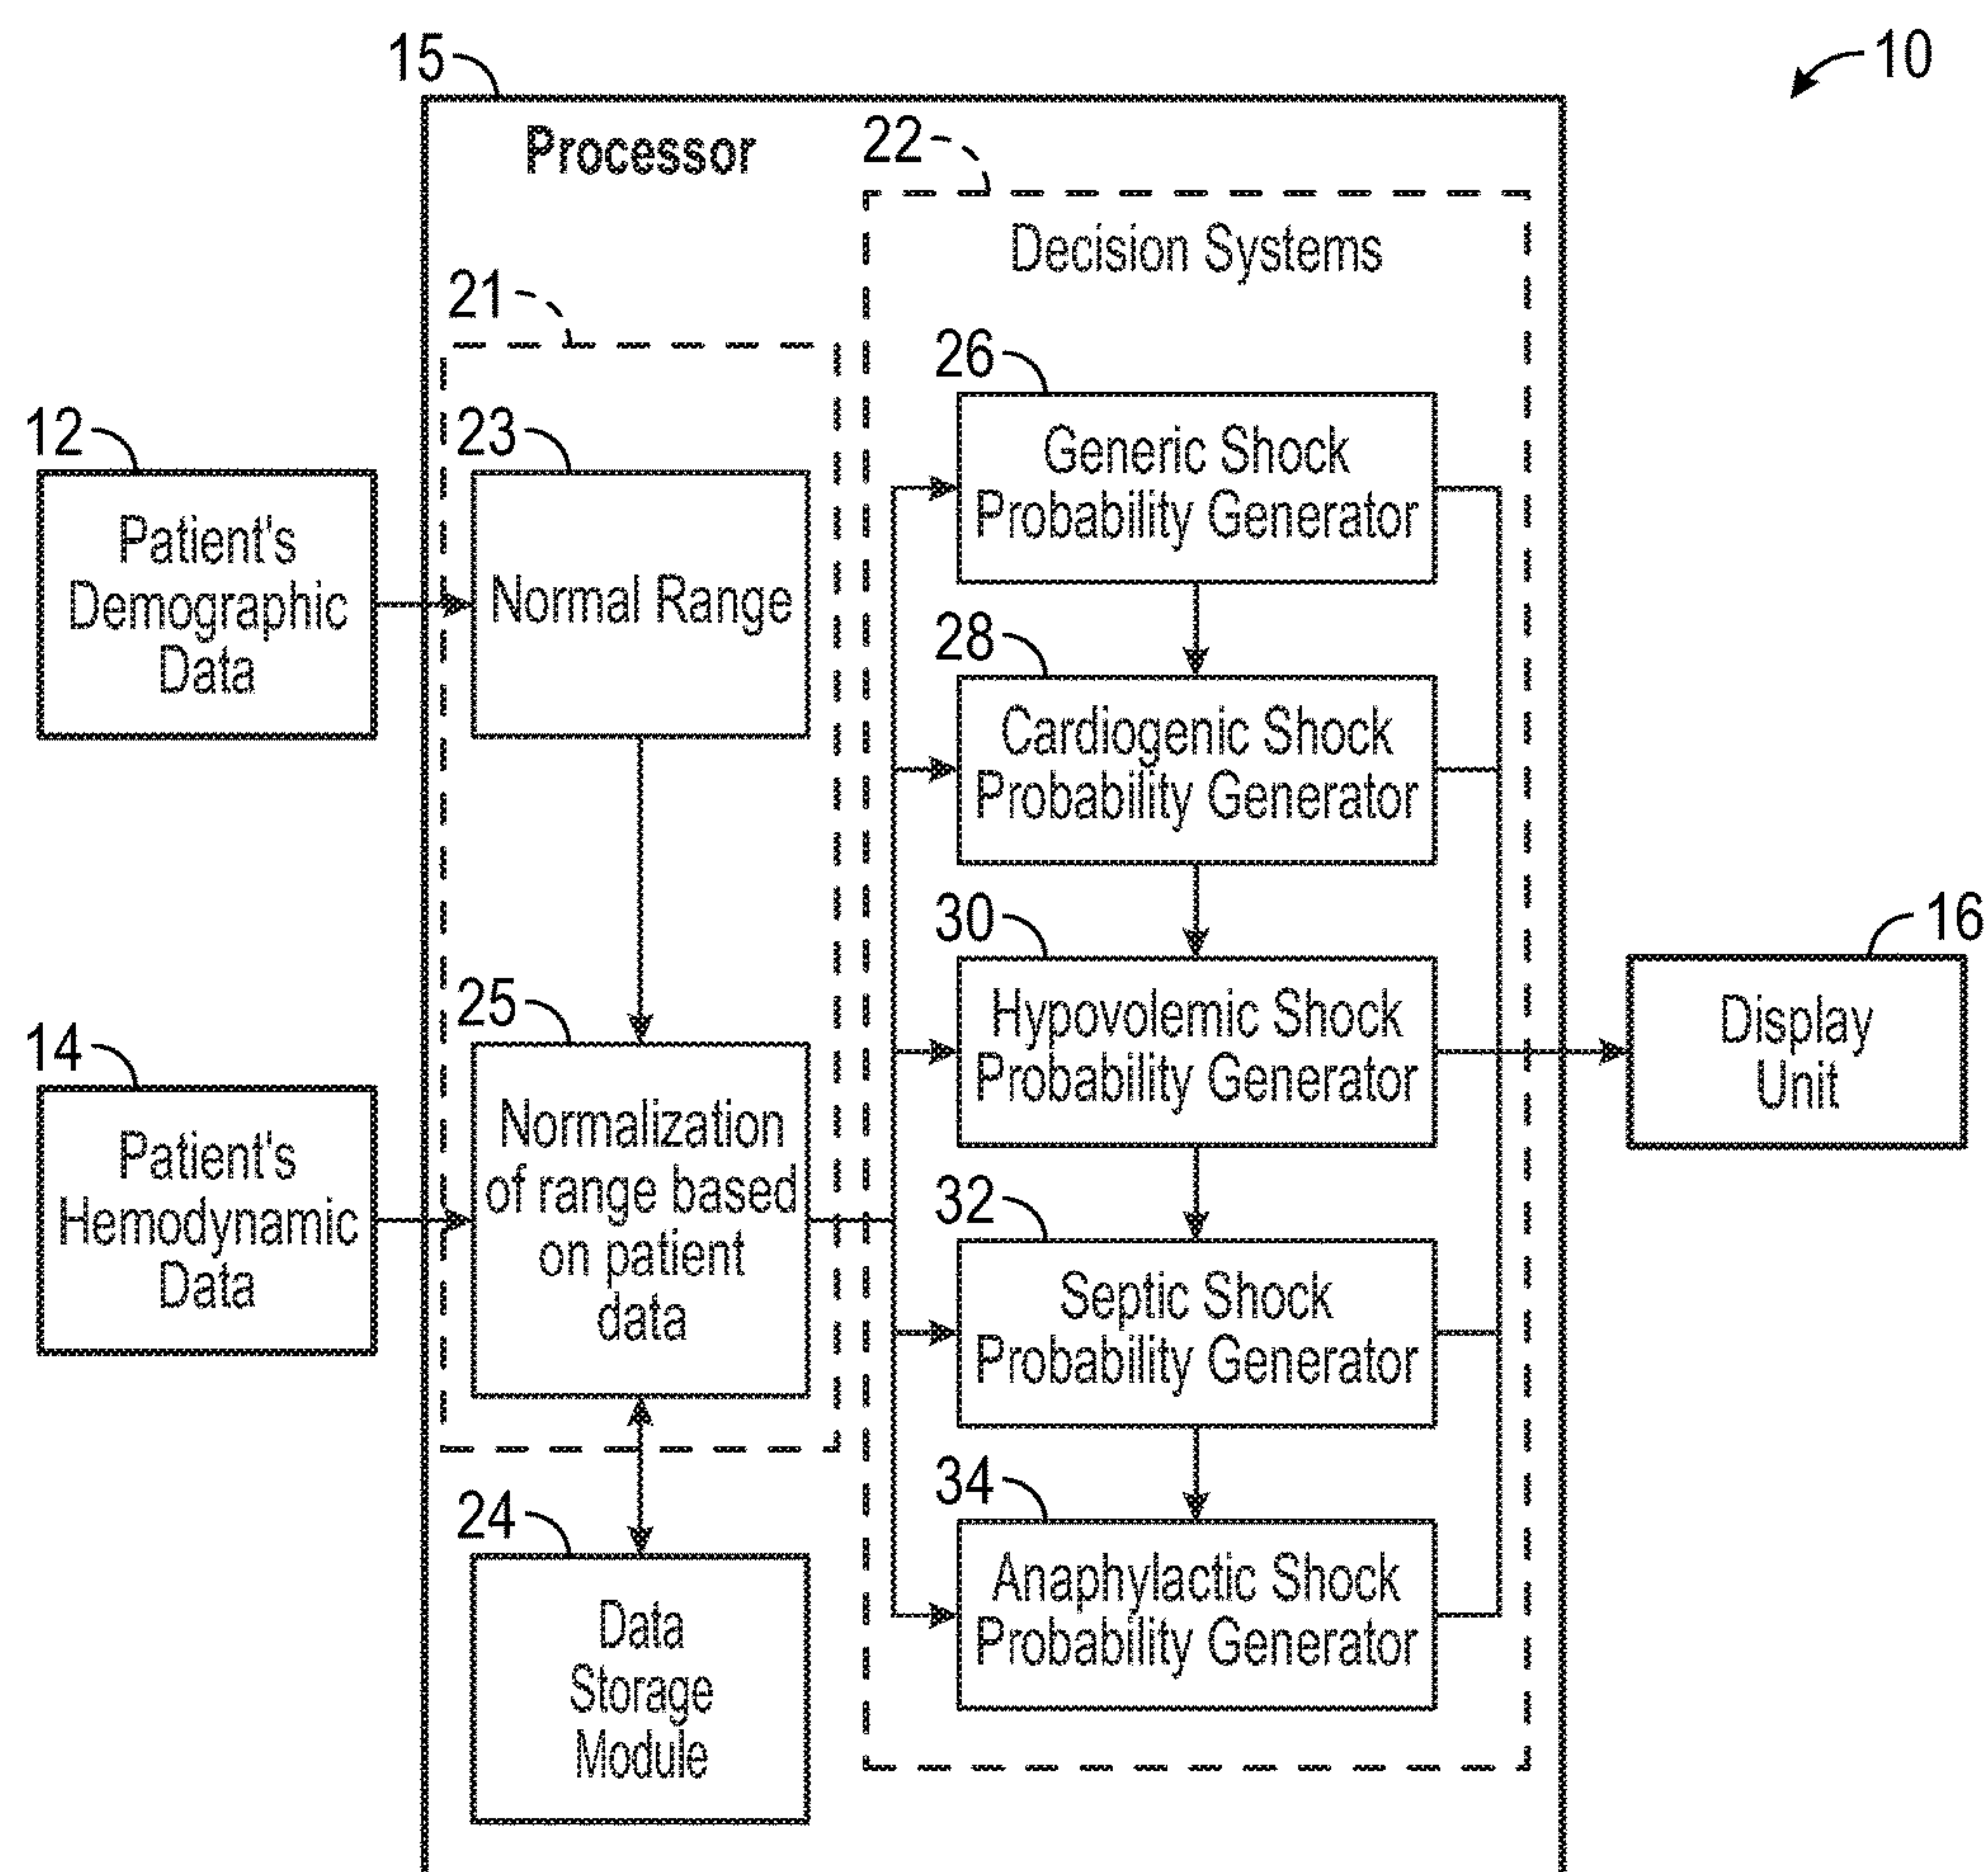 10
15
Processor
22
Decision Systems
21
26
Generic Shock
Probability Generator
12
Patient's
Demographic
Data
23
Normal Range
28
Cardiogenic Shock
Probability Generator
30
Hypovolemic Shock
Probability Generator
16
Display
Unit
14
Patient's
Hemodynamic
Data
25
Normalization
of range based
on patient
data
32
Septic Shock
Probability Generator
24
Data
Storage
Module
34
Anaphylactic Shock
Probability Generator